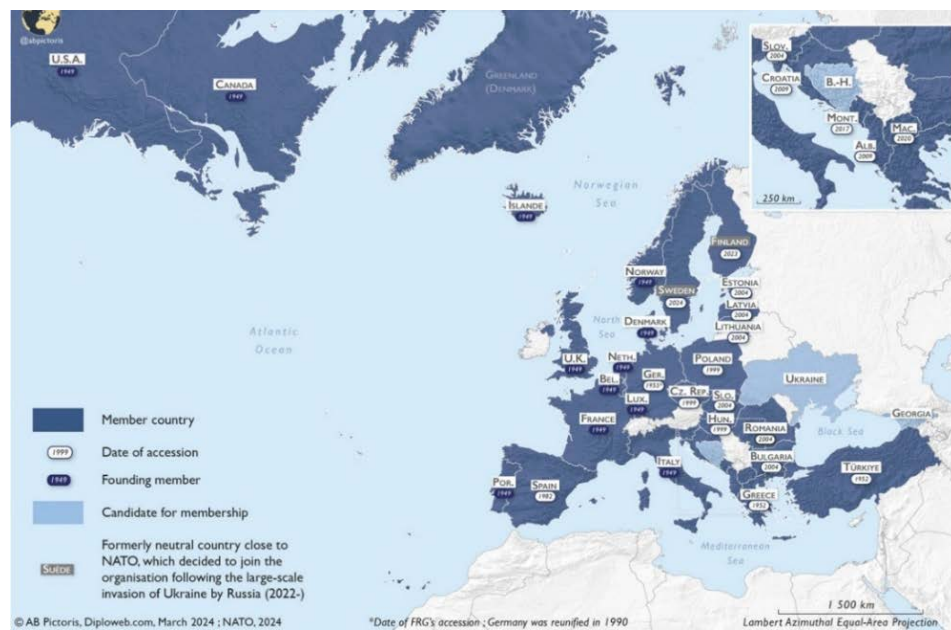 @abpictoris
U.S.A.
1949
CANADA
1949
GREENLAND
(DENMARK)
Norwegian
Sea
ISLANDE
1949
SLOV.
2004
CROATIA
2009
B.-H.
MONT.
2017
MAC.
2020
ALB.
2009
250 km
FINLAND
2023
NORWAY
1949
SWEDEN
2024
ESTONIA
2004
LATVIA
2004
LITHUANIA
2004
North
Sea
DENMARK
1949
Atlantic
Ocean
U.K.
1949
NETH.
1949
BEL.
1949
GER.
1955*
POLAND
1999
CZ. REP.
1999
SLO.
2004
LUX.
1949
HUN.
1999
UKRAINE
FRANCE
1949
ROMANIA
2004
Black Sea
GEORGIA
BULGARIA
2004
ITALY
1949
POR.
1949
SPAIN
1982
GREECE
1952
TÜRKIYE
1952
Mediterranean
Sea
Member country
1999
Date of accession
1949
Founding member
Candidate for membership
SUÈDE
Formerly neutral country close to
NATO, which decided to join the
organisation following the large-scale
invasion of Ukraine by Russia (2022-)
1 500 km
© AB Pictoris, Diploweb.com, March 2024 ; NATO, 2024
*Date of FRG's accession ; Germany was reunified in 1990
Lambert Azimuthal Equal-Area Projection